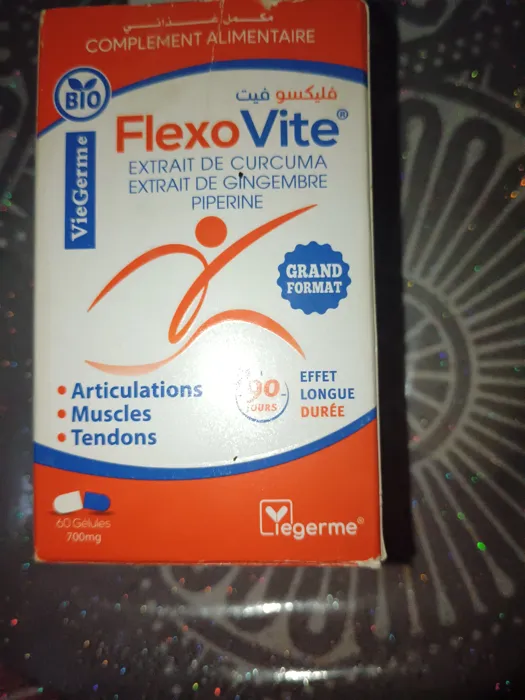 مكمل غذائي
COMPLEMENT ALIMENTAIRE
BIO
فليكسو فيت
FlexoVite®
VieGerme
EXTRAIT DE CURCUMA
EXTRAIT DE GINGEMBRE
PIPERINE
GRAND
FORMAT
• Articulations
• Muscles
• Tendons
90
JOURS
EFFET
LONGUE
DURÉE
60 Gélules
700mg
Viegerme®